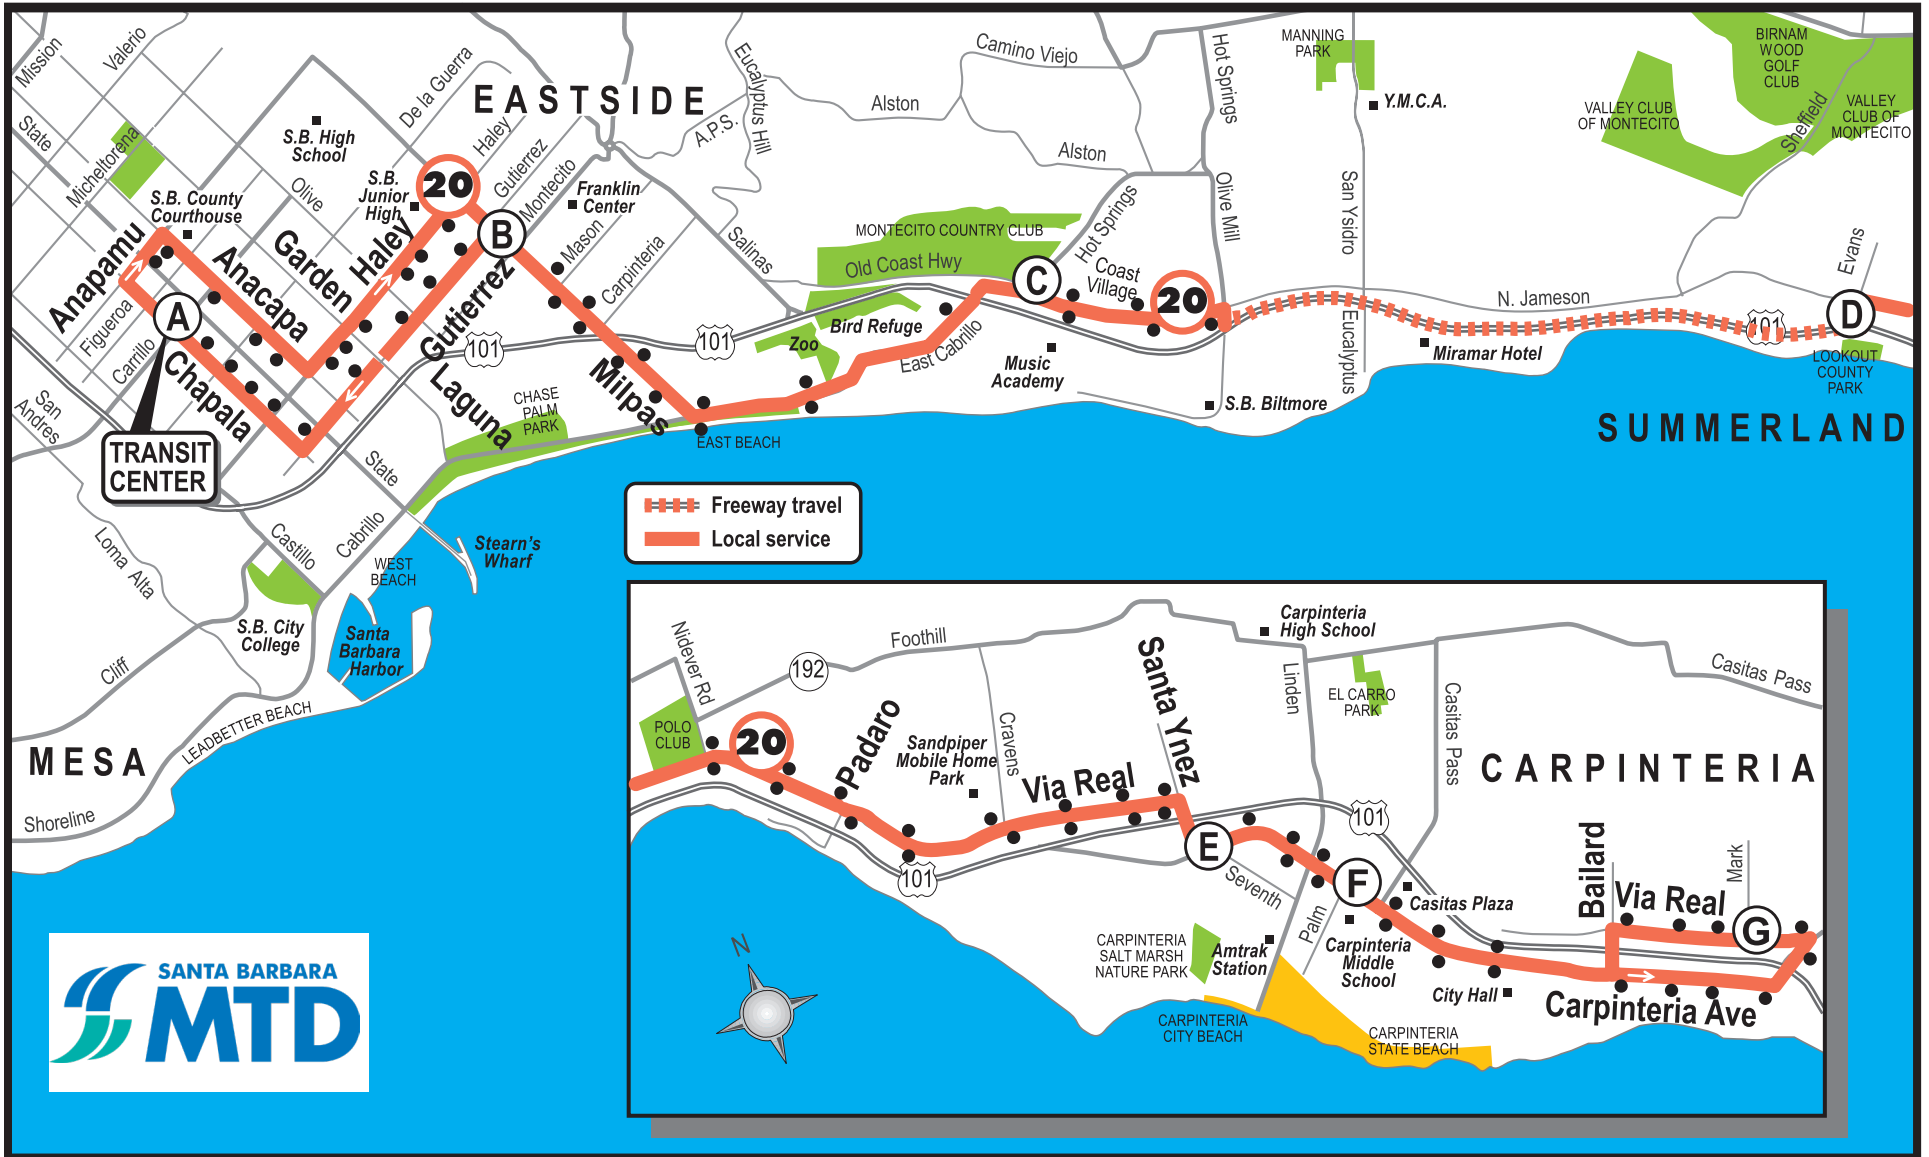 Mission
Valerio
State
Micheltorena
De la Guerra
EASTSIDE
Haley
Gutierrez
Montecito
S.B. High
School
S.B. County
Courthouse
Olive
S.B.
Junior
High
20
B
Franklin
Center
Mason
Carpinteria
A.P.S.
Eucalyptus Hill
Salinas
Camino Viejo
Alston
Alston
Hot Springs
Olive Mill
Hot Springs
MANNING
PARK
Y.M.C.A.
San Ysidro
Eucalyptus
BIRNAM
WOOD
GOLF
CLUB
VALLEY CLUB
OF MONTECITO
Sheffield
VALLEY
CLUB OF
MONTECITO
Evans
Anapamu
Anacapa
Garden
Haley
Gutierrez
Figueroa
Carrillo
A
Chapala
TRANSIT
CENTER
San
Andres
101
101
Laguna
CHASE
PALM
PARK
Milpas
EAST BEACH
MONTECITO COUNTRY CLUB
Old Coast Hwy
Bird Refuge
Zoo
East Cabrillo
C
Coast
Village
20
Music
Academy
S.B. Biltmore
N. Jameson
Miramar Hotel
101
D
LOOKOUT
COUNTY
PARK
SUMMERLAND
State
Cabrillo
Castillo
Loma Alta
WEST
BEACH
Stearn's
Wharf
S.B. City
College
Santa
Barbara
Harbor
Cliff
LEADBETTER BEACH
MESA
Shoreline
Freeway travel
Local service
Nidever Rd
192
Foothill
POLO
CLUB
20
Padaro
Sandpiper
Mobile Home
Park
Cravens
Via Real
Santa Ynez
101
E
Seventh
Carpinteria
High School
Linden
EL CARRO
PARK
Casitas Pass
Casitas Pass
CARPINTERIA
101
F
Palm
Casitas Plaza
Carpinteria
Middle
School
City Hall
Amtrak
Station
CARPINTERIA
SALT MARSH
NATURE PARK
CARPINTERIA
CITY BEACH
CARPINTERIA
STATE BEACH
Bailard
Via Real
Mark
G
Carpinteria Ave
N
SANTA BARBARA
MTD